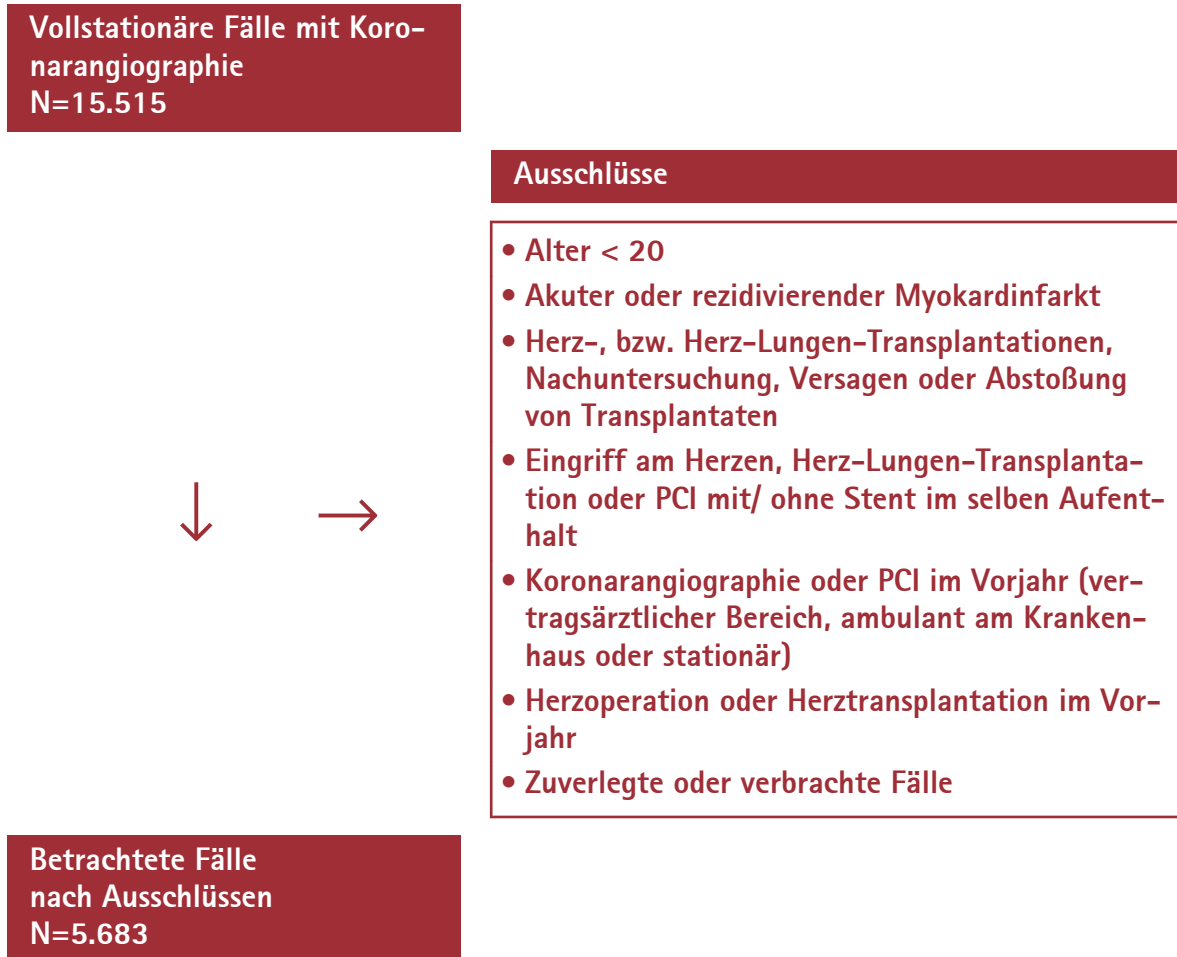 Vollstationäre Fälle mit Koro-
narangiographie
N=15.515
Ausschlüsse
• Alter < 20
• Akuter oder rezidivierender Myokardinfarkt
• Herz-, bzw. Herz-Lungen-Transplantationen,
Nachuntersuchung, Versagen oder Abstoßung
von Transplantaten
• Eingriff am Herzen, Herz-Lungen-Transplanta-
tion oder PCI mit/ ohne Stent im selben Aufent-
halt
• Koronarangiographie oder PCI im Vorjahr (ver-
tragsärztlicher Bereich, ambulant am Kranken-
haus oder stationär)
• Herzoperation oder Herztransplantation im Vor-
jahr
• Zuverlegte oder verbrachte Fälle
Betrachtete Fälle
nach Ausschlüssen
N=5.683